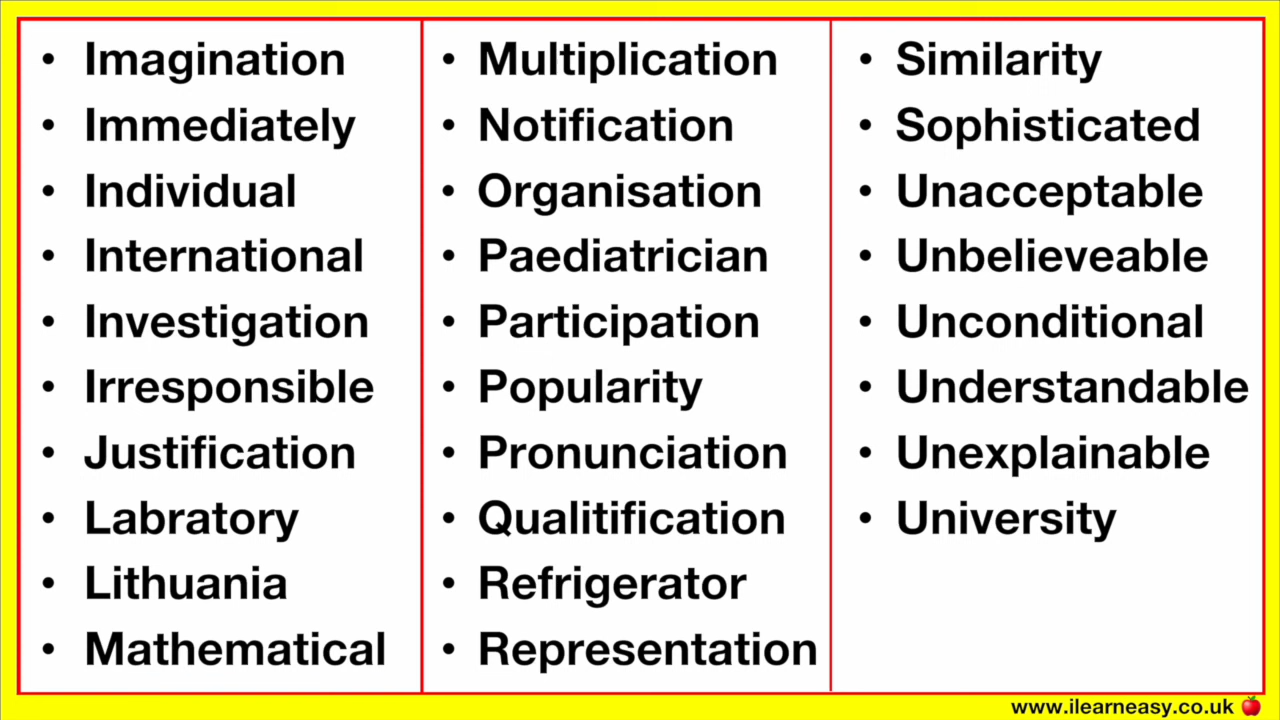 • Imagination
• Immediately
• Individual
• International
• Investigation
• Irresponsible
• Justification
• Labratory
• Lithuania
• Mathematical
• Multiplication
• Notification
• Organisation
• Paediatrician
• Participation
• Popularity
• Pronunciation
• Qualitification
• Refrigerator
• Representation
• Similarity
• Sophisticated
• Unacceptable
• Unbelieveable
• Unconditional
• Understandable
• Unexplainable
• University
www.ilearneasy.co.uk